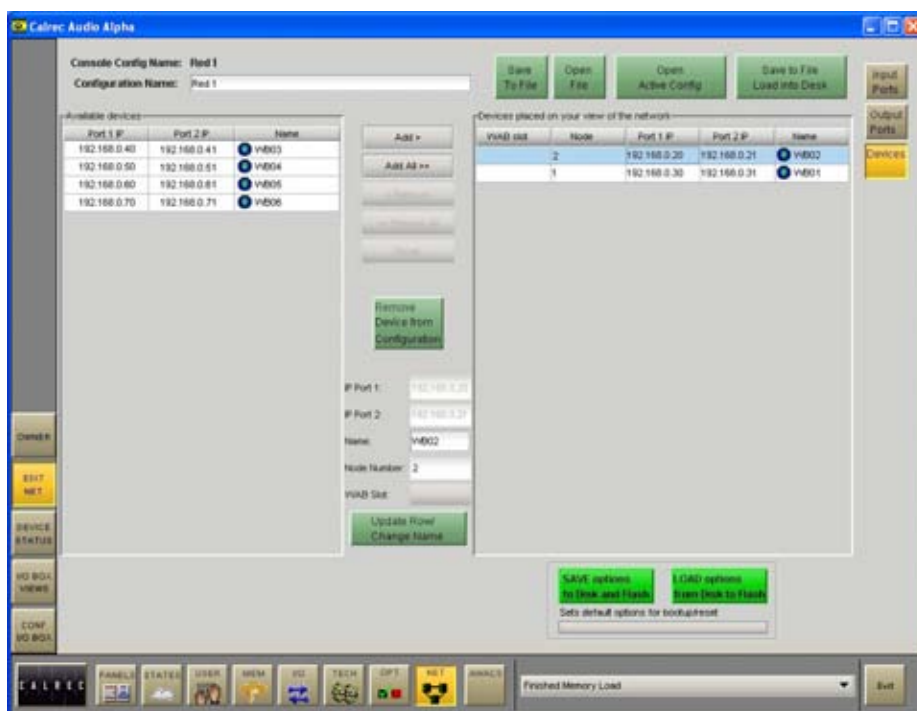 Calrec Audio Alpha
Console Config Name: Red 1
Configuration Name: Red 1
Save To File
Open File
Open Active Config
Save to File Load into Desk
Input Ports
Output Ports
Devices
Available devices
Port 1 IP Port 2 IP Name
192.168.0.40 192.168.0.41 WB03
192.168.0.50 192.168.0.51 WB04
192.168.0.60 192.168.0.61 WB05
192.168.0.70 192.168.0.71 WB06
Add >
Add All >>
Remove Device from Configuration
IP Port 1:
IP Port 2:
Name: WB02
Node Number: 2
WAB Slot:
Update Row/ Change Name
Devices placed on your view of the network
WAB slot Node Port 1 IP Port 2 IP Name
2 192.168.0.20 192.168.0.21 WB02
1 192.168.0.30 192.168.0.31 WB01
OWNER
EDIT NET
DEVICE STATUS
I/O BOX VIEWS
CONF I/O BOX
SAVE options to Disk and Flash
LOAD options from Disk to Flash
Sets default options for bootup/reset
CALREC
PANELS
STATES
USER
MEM
I/O
TECH
OPT
NET
AWACS
Finished Memory Load
Exit